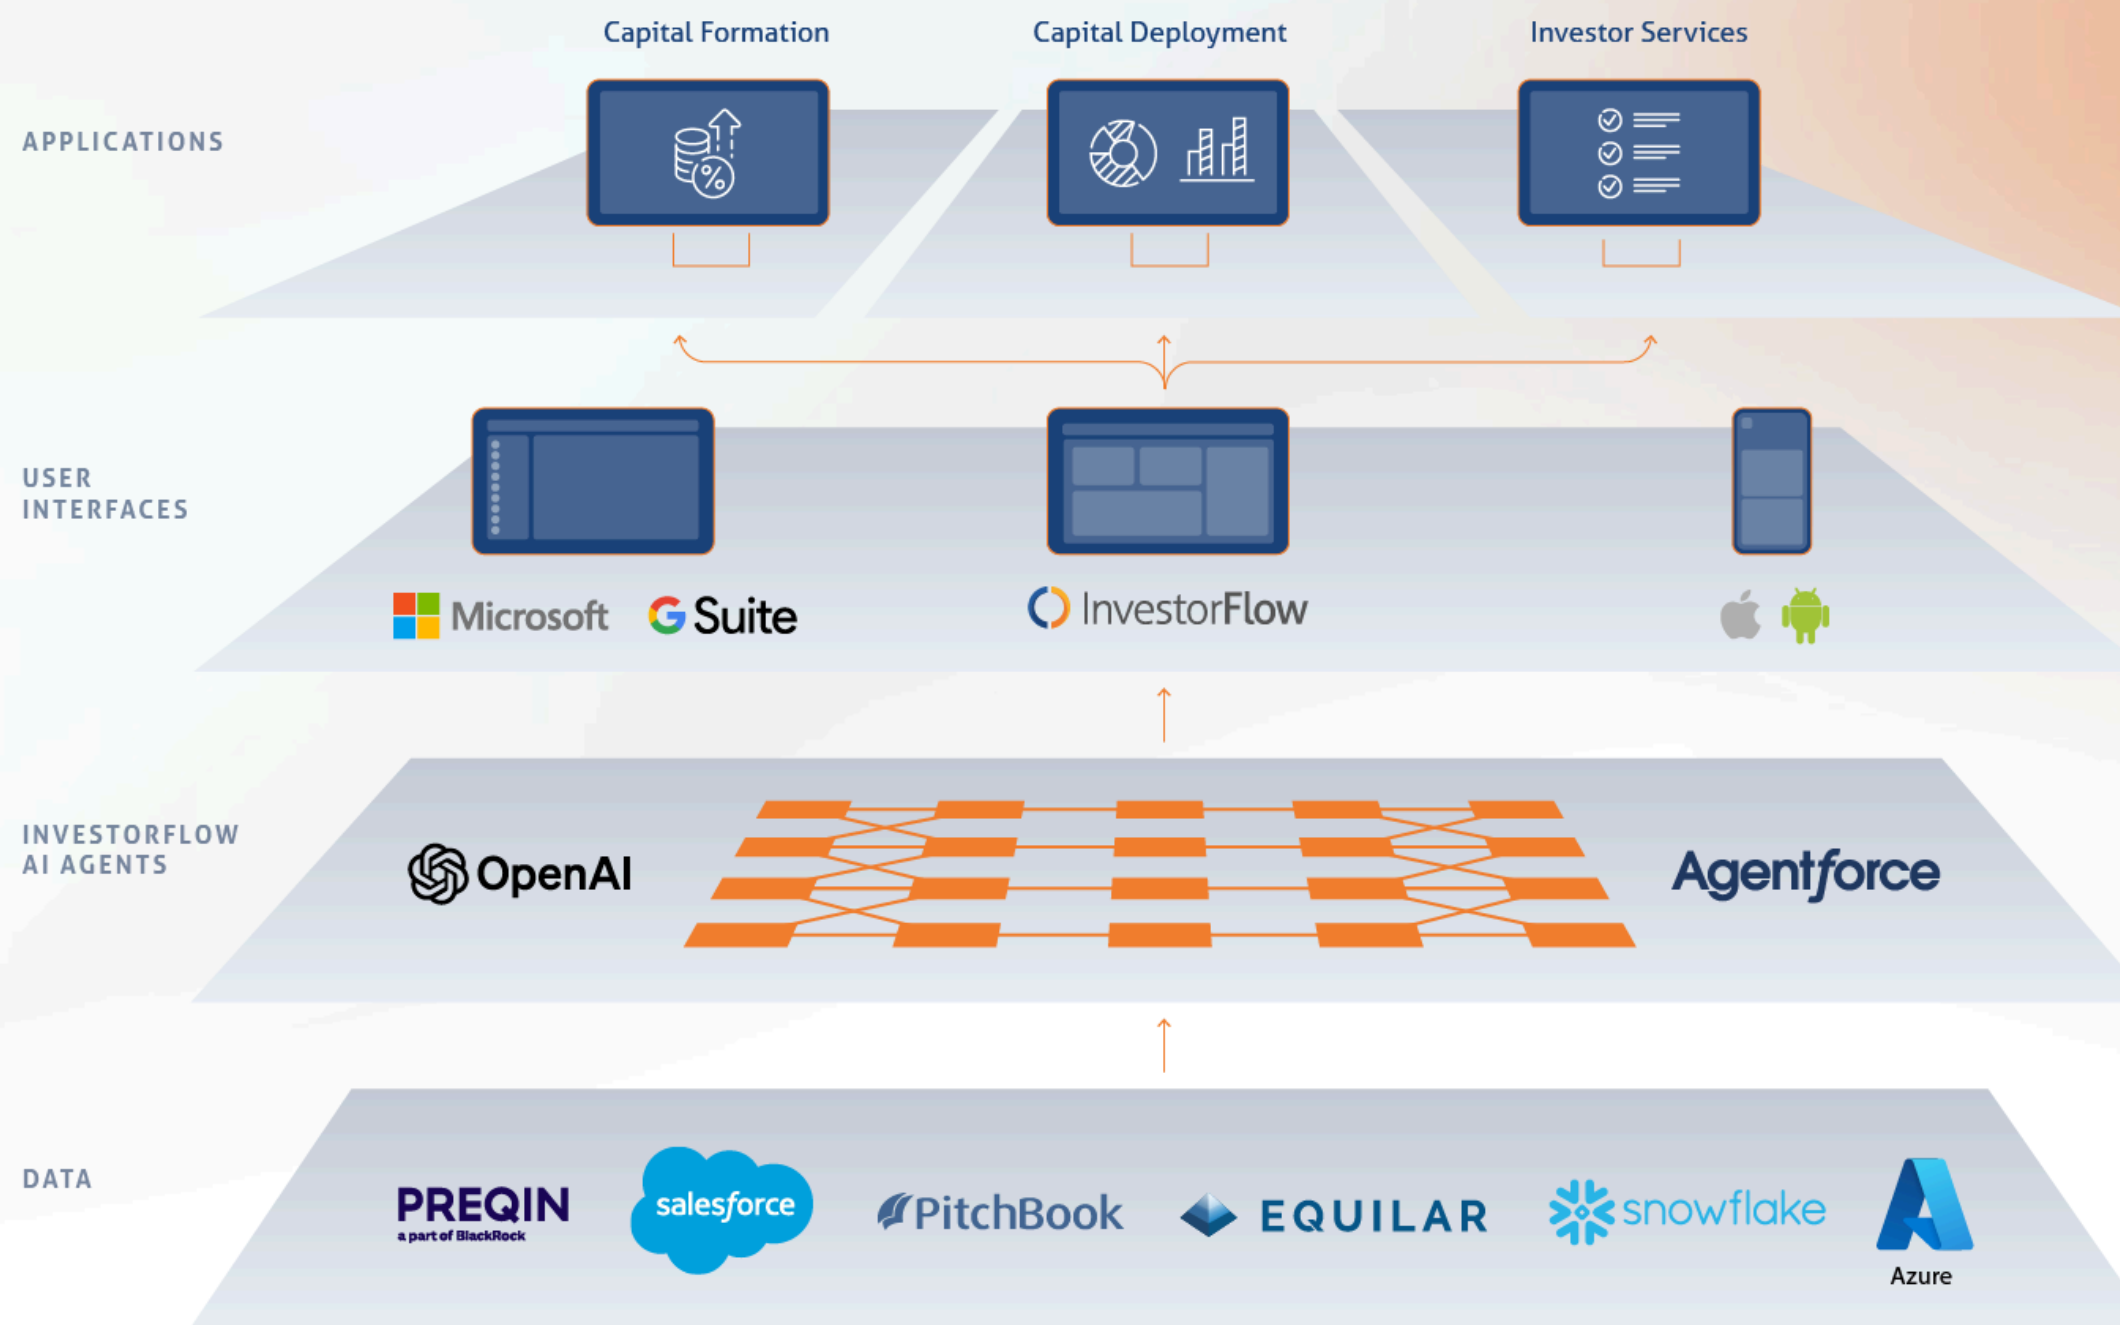 Capital Formation
Capital Deployment
Investor Services
APPLICATIONS
USER
INTERFACES
Microsoft
G Suite
InvestorFlow
INVESTORFLOW
AI AGENTS
OpenAI
Agentforce
DATA
PREQIN
a part of BlackRock
salesforce
PitchBook
EQUILAR
snowflake
Azure